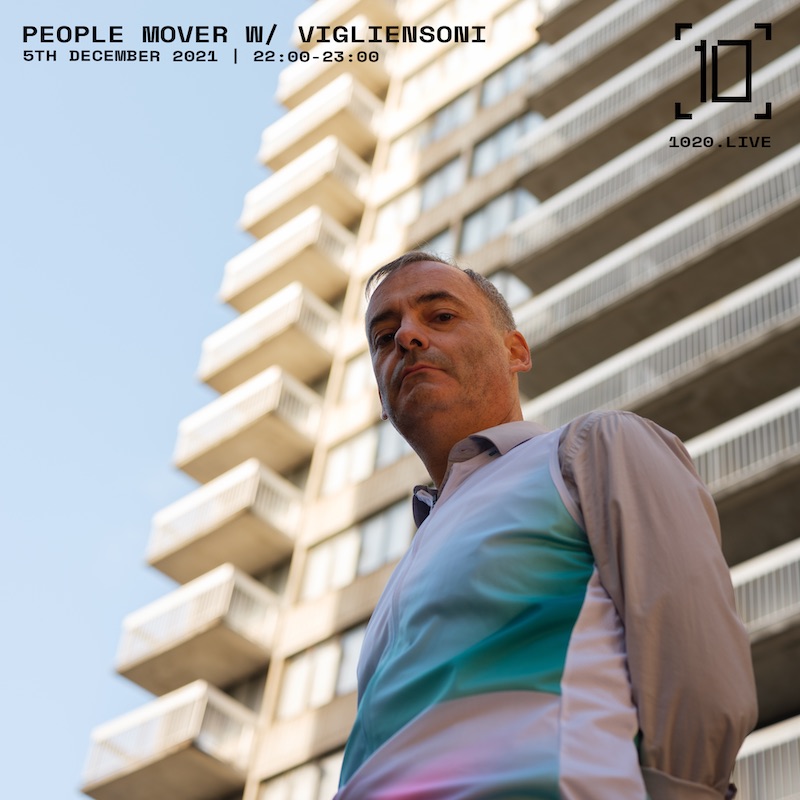 PEOPLE MOVER W/ VIGLIENSONI
5TH DECEMBER 2021 | 22:00-23:00
10
1020.LIVE